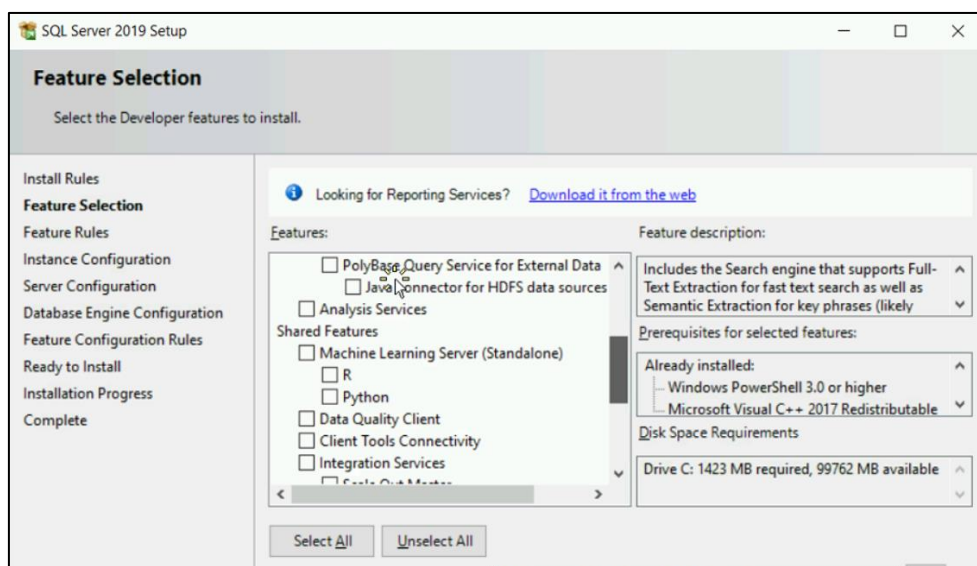 SQL Server 2019 Setup
Feature Selection
Select the Developer features to install.
Install Rules
Feature Selection
Feature Rules
Instance Configuration
Server Configuration
Database Engine Configuration
Feature Configuration Rules
Ready to Install
Installation Progress
Complete
Looking for Reporting Services? Download it from the web
Features:
PolyBase Query Service for External Data
Java connector for HDFS data sources
Analysis Services
Shared Features
Machine Learning Server (Standalone)
R
Python
Data Quality Client
Client Tools Connectivity
Integration Services
Scale Out Master
Select All Unselect All
Feature description:
Includes the Search engine that supports Full-
Text Extraction for fast text search as well as
Semantic Extraction for key phrases (likely
Prerequisites for selected features:
Already installed:
Windows PowerShell 3.0 or higher
Microsoft Visual C++ 2017 Redistributable
Disk Space Requirements
Drive C: 1423 MB required, 99762 MB available